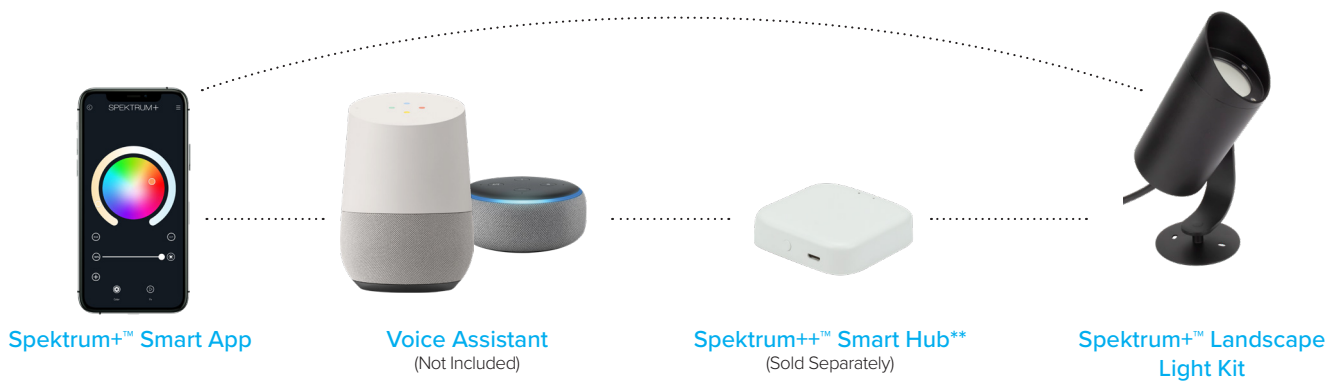 SPEKTRUM+
Spektrum+™ Smart App
Voice Assistant
(Not Included)
Spektrum++™ Smart Hub**
(Sold Separately)
Spektrum+™ Landscape
Light Kit